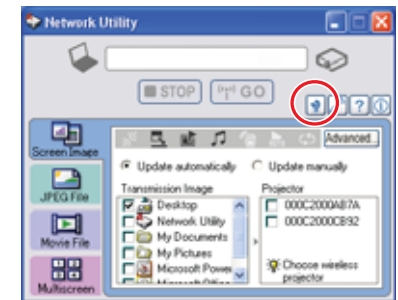 Network Utility
STOP
GO
?
Screen Image
Advanced...
Update automatically
Update manually
JPEG File
Transmission Image
Projector
Desktop
000C2000AB7A
Network Utility
000C2000CB92
Movie File
My Documents
My Pictures
Microsoft Power
Choose wireless
projector
Multiscreen